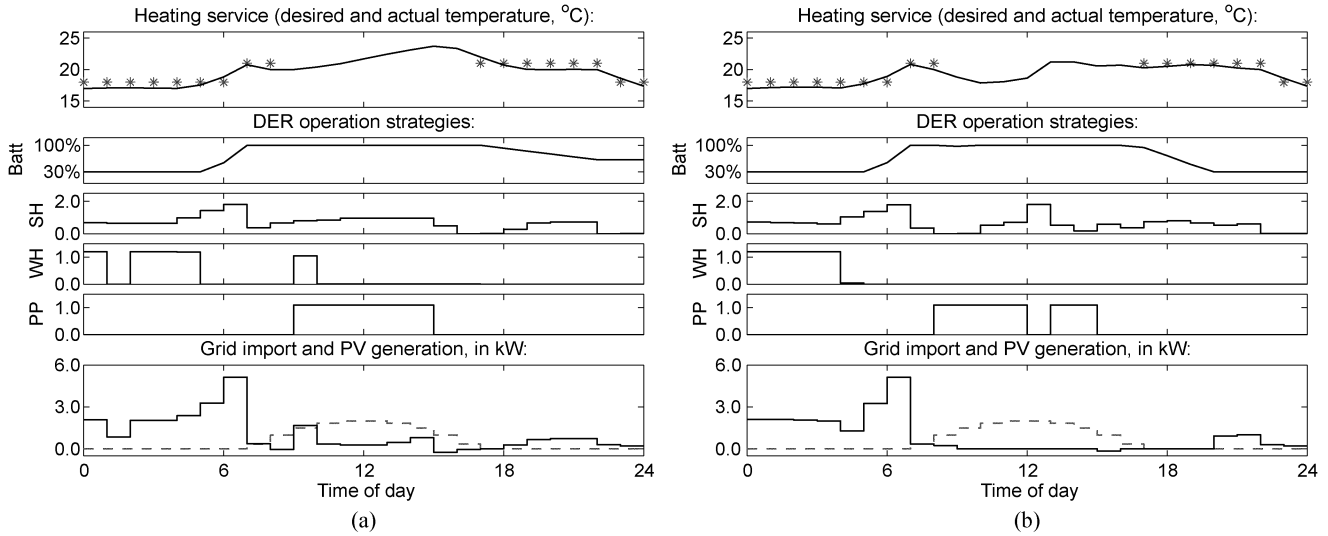 Heating service (desired and actual temperature, °C):
25
20
15
DER operation strategies:
Batt
100%
30%
SH
2.0
0.0
WH
1.0
0.0
PP
1.0
0.0
Grid import and PV generation, in kW:
6.0
3.0
0.0
0 6 12 18 24
Time of day
(a)
Heating service (desired and actual temperature, °C):
25
20
15
DER operation strategies:
Batt
100%
30%
SH
2.0
0.0
WH
1.0
0.0
PP
1.0
0.0
Grid import and PV generation, in kW:
6.0
3.0
0.0
0 6 12 18 24
Time of day
(b)